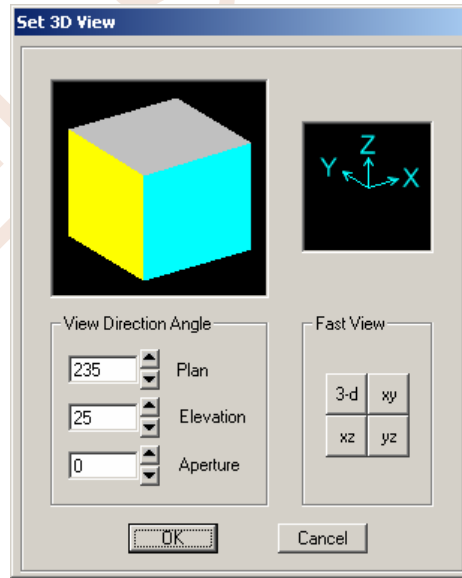 Set 3D View
Z
Y X
View Direction Angle
235 Plan
25 Elevation
0 Aperture
Fast View
3-d xy
xz yz
OK Cancel